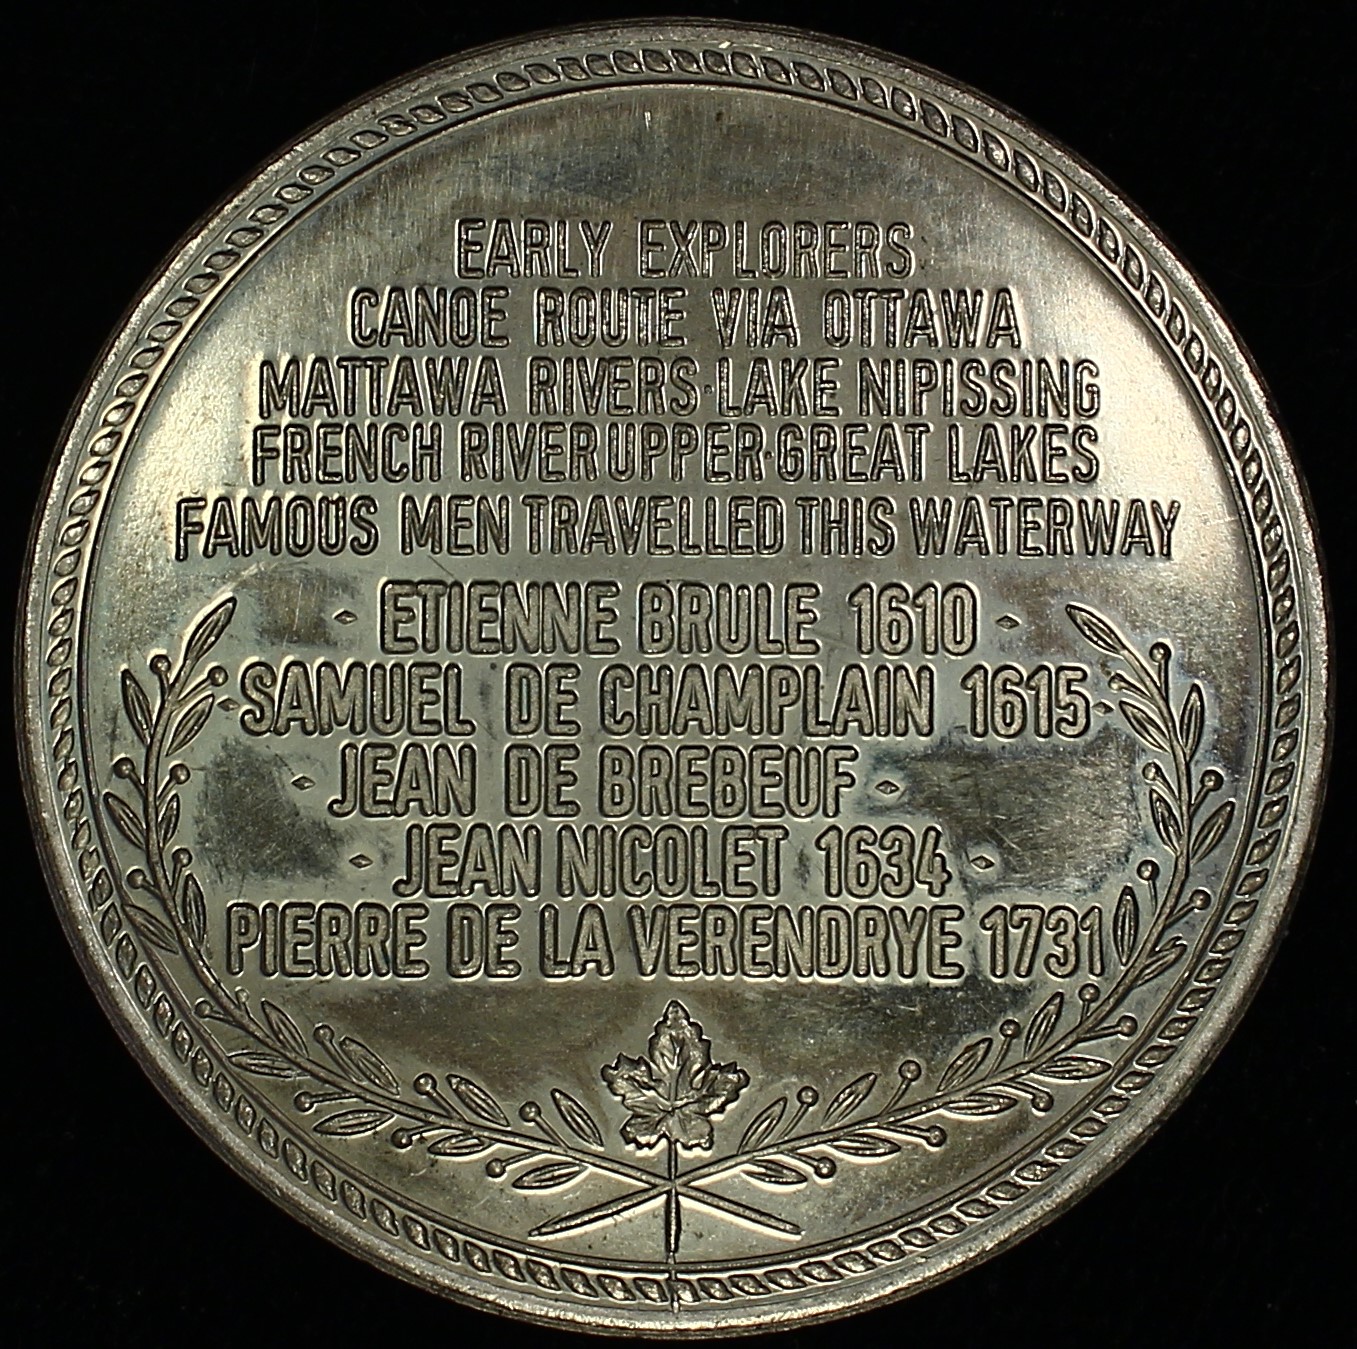 EARLY EXPLORERS
CANOE ROUTE VIA OTTAWA
MATTAWA RIVERS·LAKE NIPISSING
FRENCH RIVER UPPER·GREAT LAKES
FAMOUS MEN TRAVELLED THIS WATERWAY
· ETIENNE BRULE 1610 ·
· SAMUEL DE CHAMPLAIN 1615 ·
· JEAN DE BREBEUF ·
· JEAN NICOLET 1634 ·
PIERRE DE LA VERENDRYE 1731